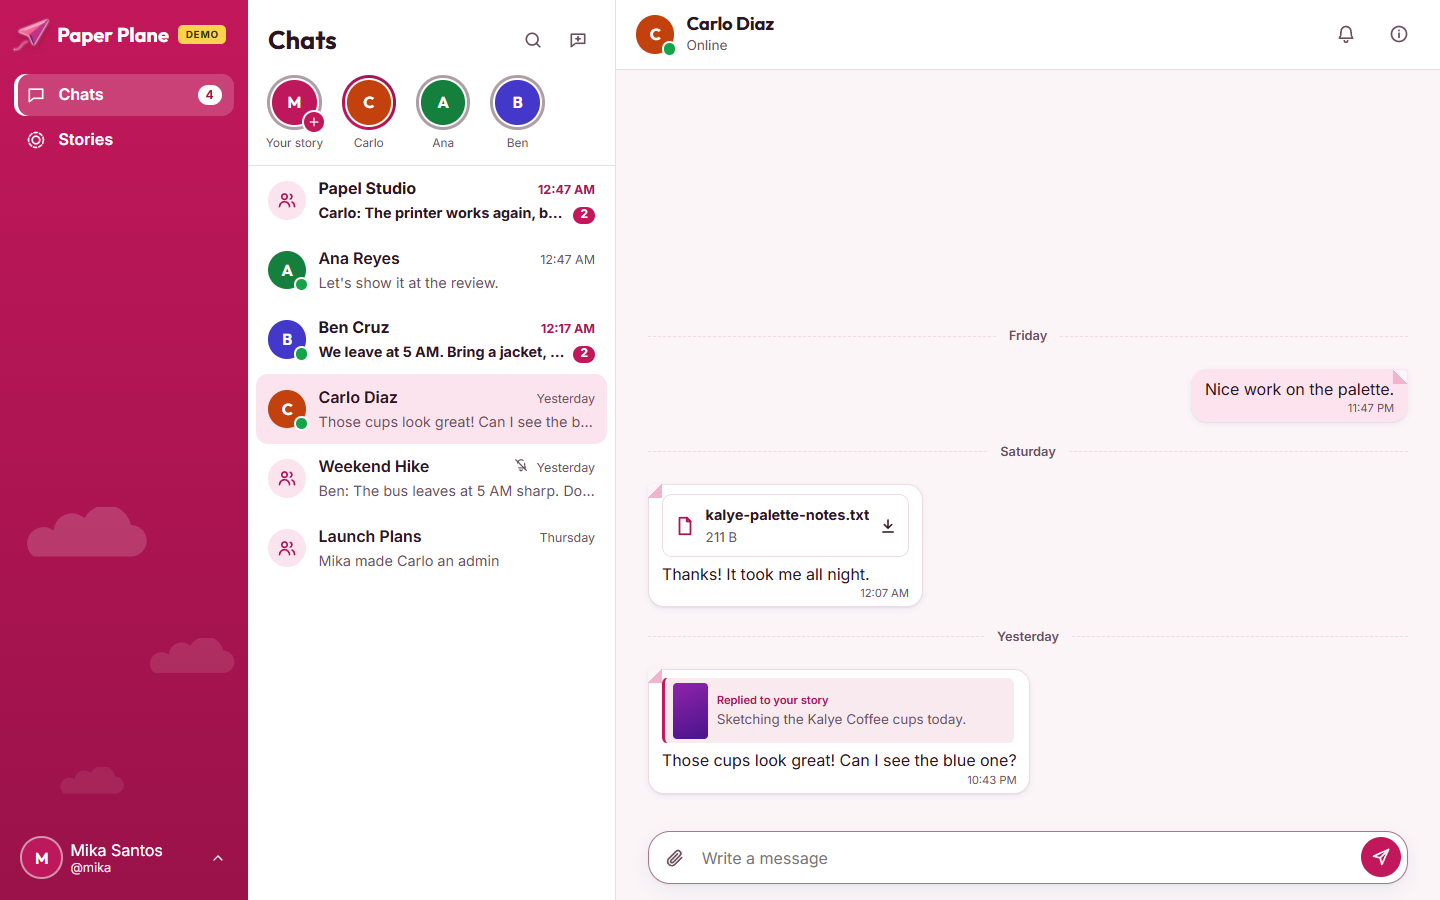 Paper Plane DEMO
Chats 4
Stories
M Mika Santos
@mika
Chats
M C A B
Your story Carlo Ana Ben
Papel Studio 12:47 AM
Carlo: The printer works again, b... 2
A Ana Reyes 12:47 AM
Let's show it at the review.
B Ben Cruz 12:17 AM
We leave at 5 AM. Bring a jacket, ... 2
C Carlo Diaz Yesterday
Those cups look great! Can I see the b...
Weekend Hike Yesterday
Ben: The bus leaves at 5 AM sharp. Do...
Launch Plans Thursday
Mika made Carlo an admin
C Carlo Diaz
Online
Friday
Nice work on the palette.
11:47 PM
Saturday
kalye-palette-notes.txt
211 B
Thanks! It took me all night.
12:07 AM
Yesterday
Replied to your story
Sketching the Kalye Coffee cups today.
Those cups look great! Can I see the blue one?
10:43 PM
Write a message